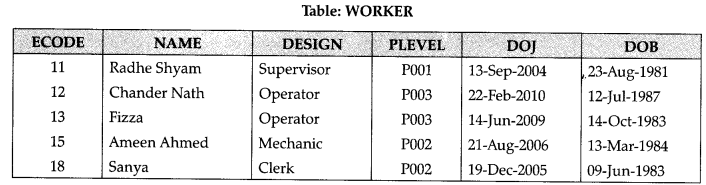 Table: WORKER
ECODE NAME DESIGN PLEVEL DOJ DOB
11 Radhe Shyam Supervisor P001 13-Sep-2004 23-Aug-1981
12 Chander Nath Operator P003 22-Feb-2010 12-Jul-1987
13 Fizza Operator P003 14-Jun-2009 14-Oct-1983
15 Ameen Ahmed Mechanic P002 21-Aug-2006 13-Mar-1984
18 Sanya Clerk P002 19-Dec-2005 09-Jun-1983